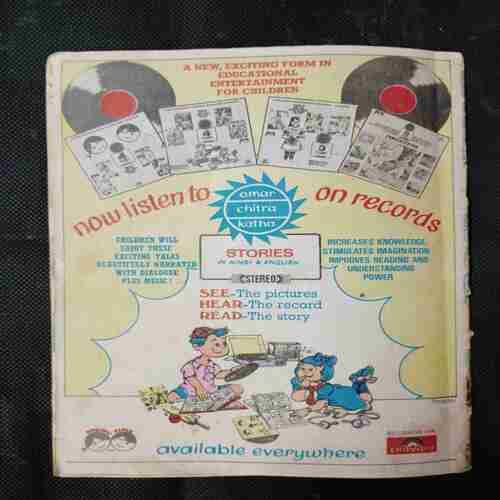 A NEW, EXCITING FORM IN
EDUCATIONAL
ENTERTAINMENT
FOR CHILDREN
now listen to
amar
chitra
katha
on records
STORIES
IN HINDI & ENGLISH
STEREO
CHILDREN WILL
ENJOY THESE
EXCITING TALES
BEAUTIFULLY NARRATED
WITH DIALOGUE
PLUS MUSIC!
INCREASES KNOWLEDGE,
STIMULATES IMAGINATION
IMPROVES READING AND
UNDERSTANDING
POWER
SEE-The pictures
HEAR-The record
READ-The story
available everywhere
POLYDOR